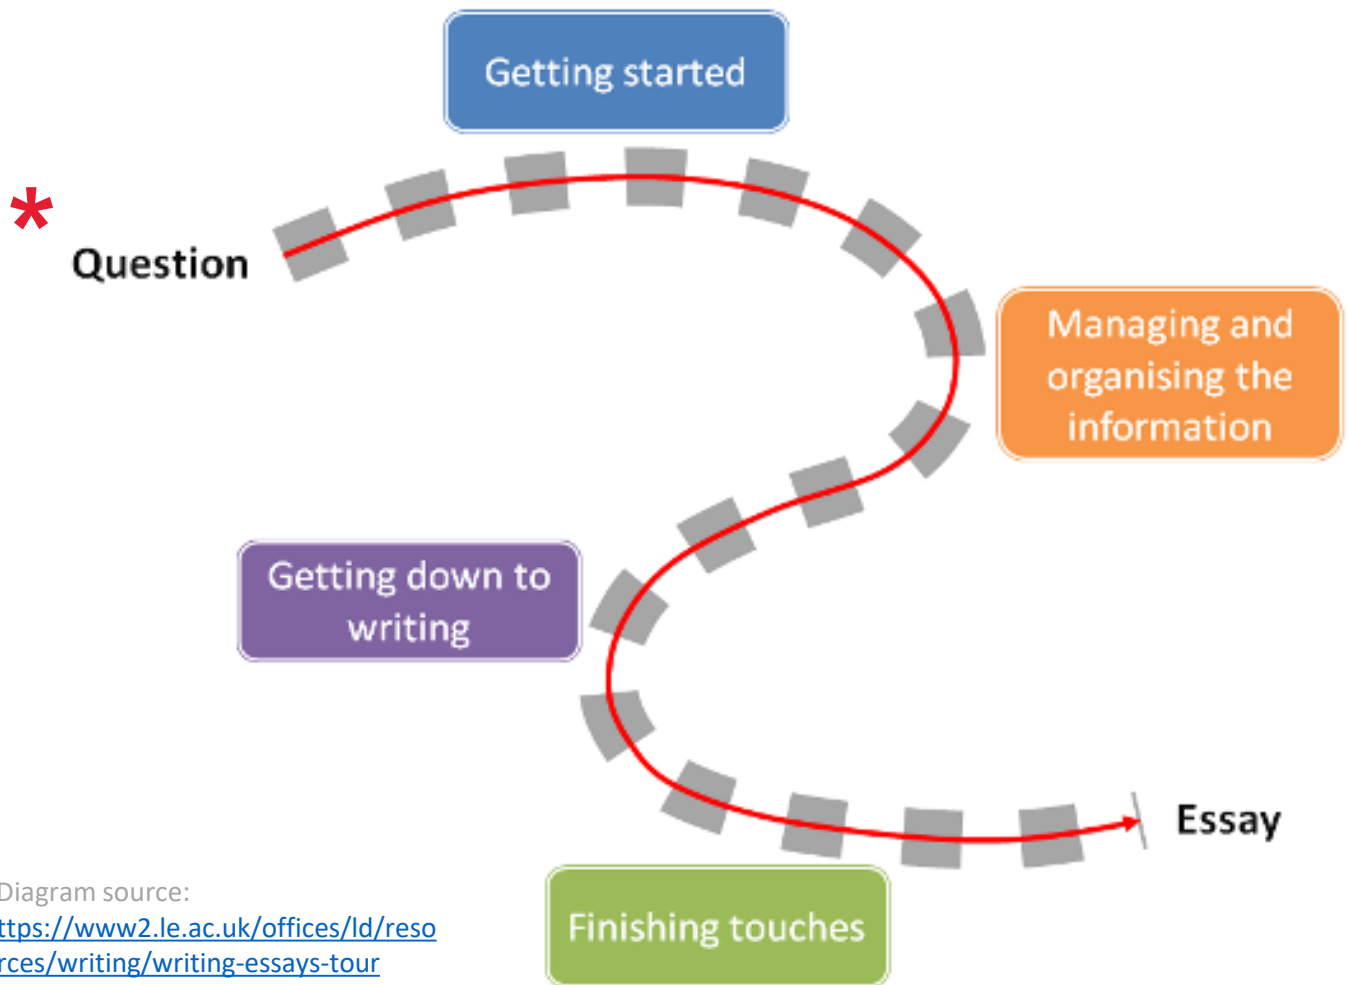 Getting started
*
Question
Managing and
organising the
information
Getting down to
writing
Essay
Finishing touches
Diagram source:
ttps://www2.le.ac.uk/offices/ld/reso
rces/writing/writing-essays-tour